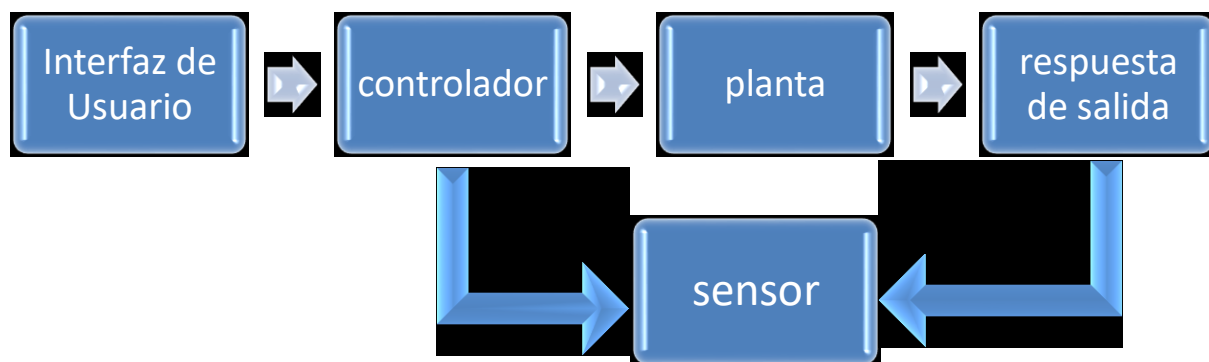 Interfaz de
Usuario
controlador
planta
respuesta
de salida
sensor